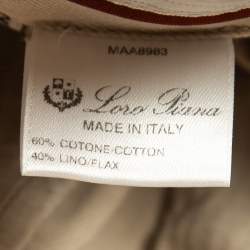 MAA8983
Loro Piana
MADE IN ITALY
60% COTONE/COTTON
40% LINO/FLAX